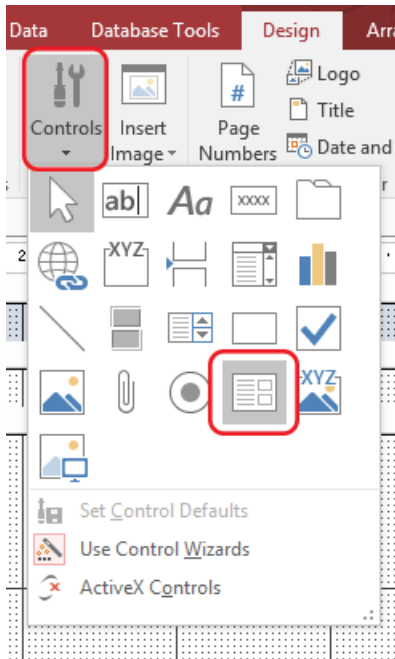 Data Database Tools Design Arra
Controls
Insert
Image
Page
Numbers
#
Logo
Title
Date and
r
2
ab Aa xxxx
XYZ
XYZ
Set Control Defaults
Use Control Wizards
ActiveX Controls